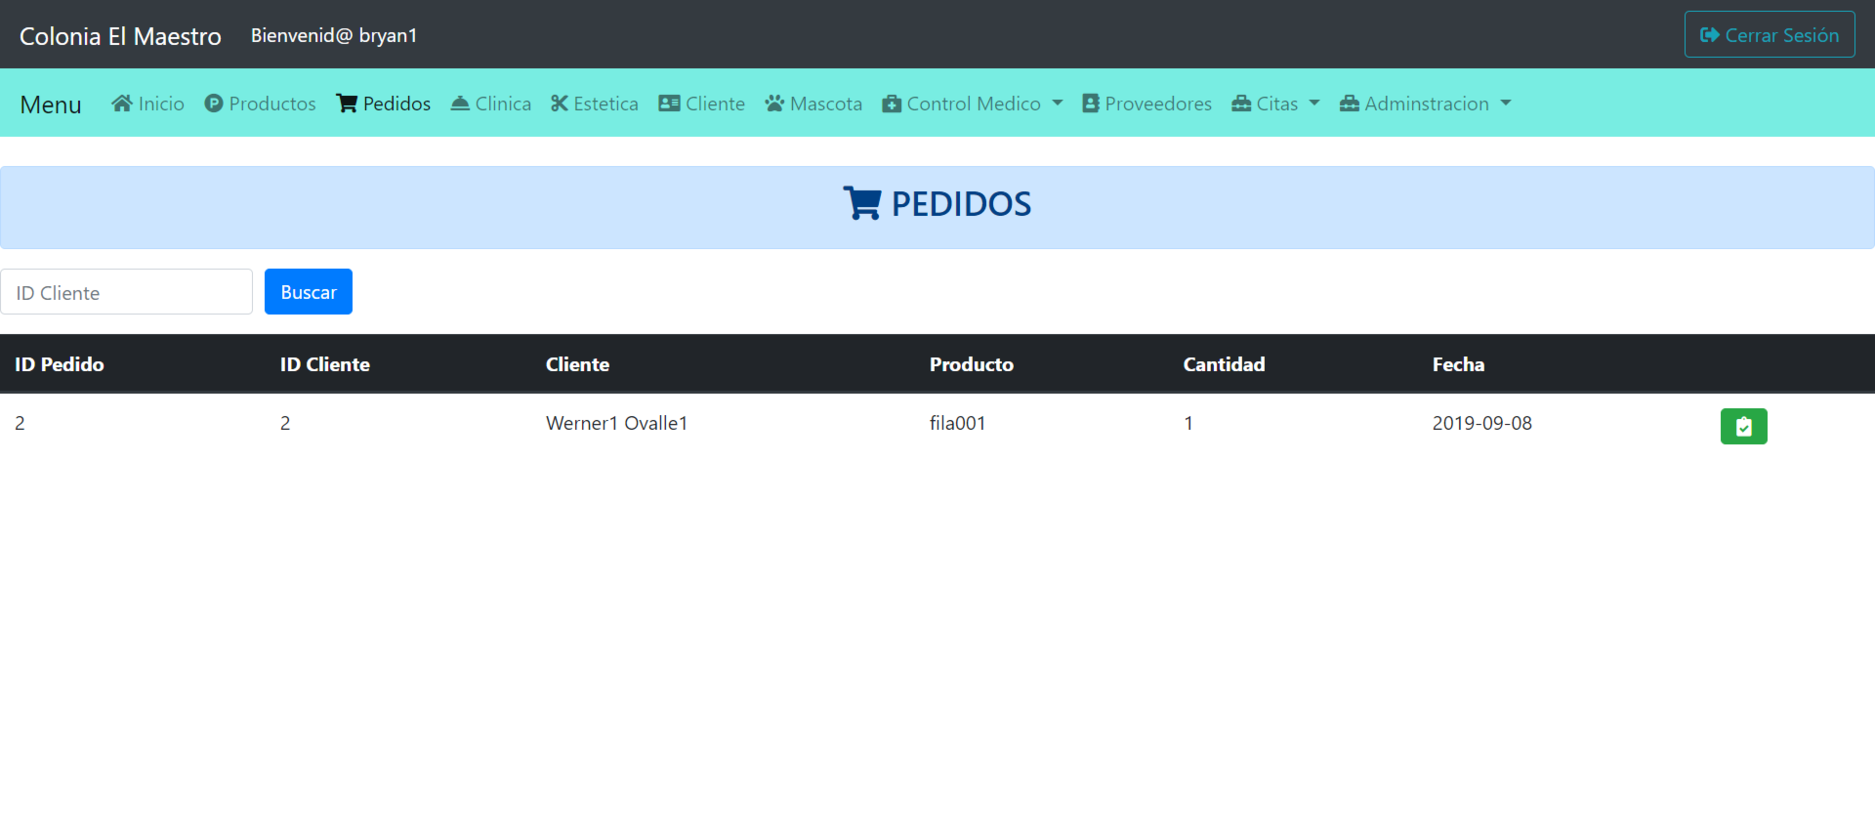 Colonia El Maestro Bienvenid@ bryan1 Cerrar Sesión
Menu Inicio Productos Pedidos Clinica Estetica Cliente Mascota Control Medico Proveedores Citas Adminstracion
PEDIDOS
ID Cliente Buscar
ID Pedido ID Cliente Cliente Producto Cantidad Fecha
2 2 Werner1 Ovalle1 fila001 1 2019-09-08